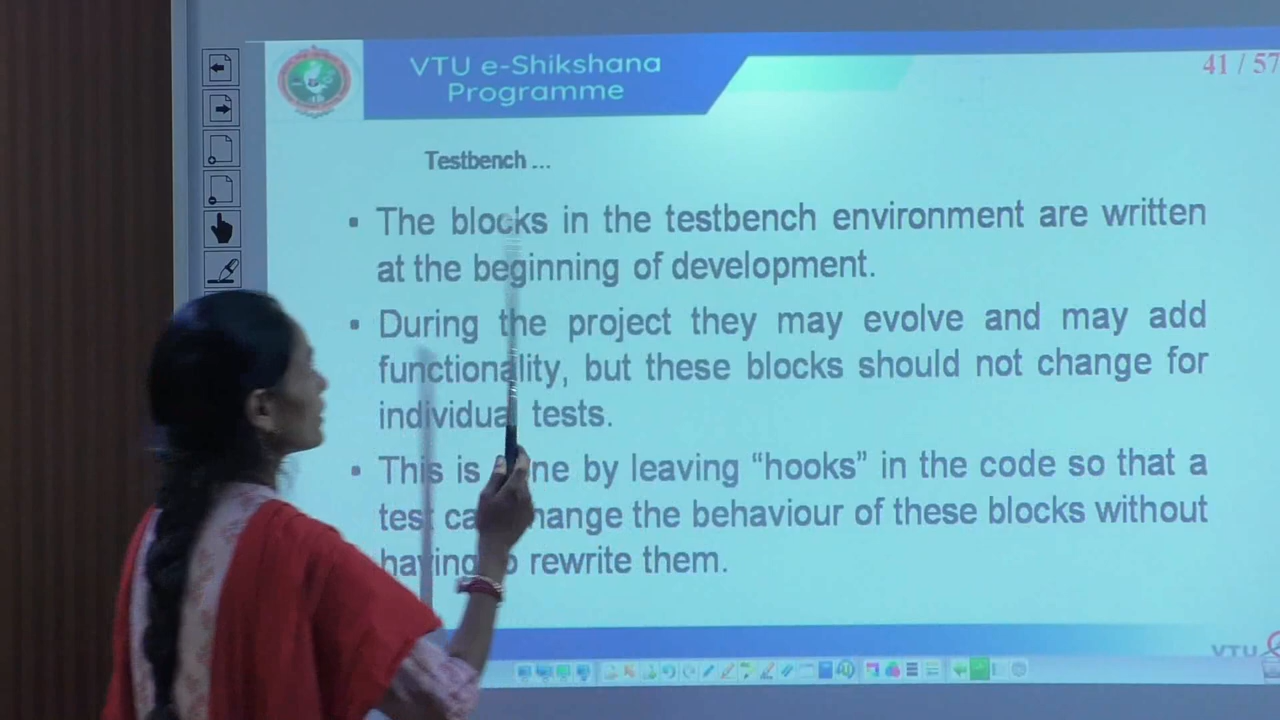 VTU e-Shikshana
Programme
41 / 57
Testbench ...
▪ The blocks in the testbench environment are written
at the beginning of development.
▪ During the project they may evolve and may add
functionality, but these blocks should not change for
individual tests.
▪ This is by leaving “hooks” in the code so that a
test the behaviour of these blocks without
having rewrite them.
VTU